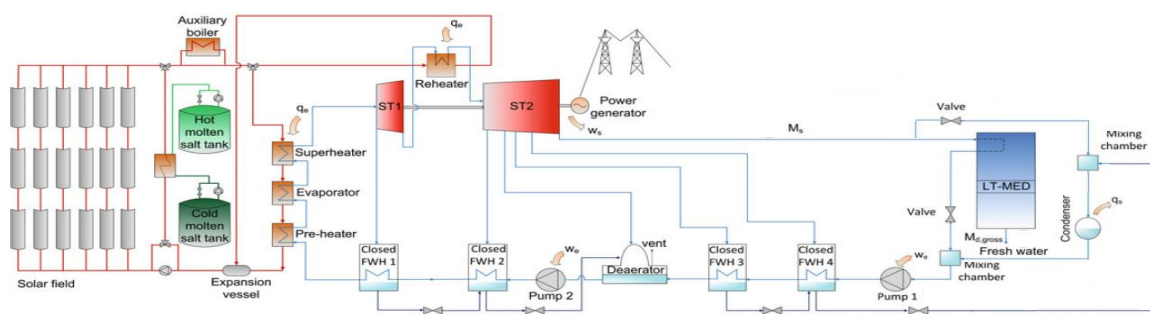 Auxiliary
boiler
Hot
molten
salt tank
Cold
molten
salt tank
Solar field
Expansion
vessel
qe
Superheater
Evaporator
Pre-heater
qe
Reheater
ST1
ST2
Power
generator
ws
Ms
Valve
Mixing
chamber
LT-MED
Condenser
qs
Valve
Md,gross
Fresh water
Mixing
chamber
Closed
FWH 1
Closed
FWH 2
we
Pump 2
vent
Deaerator
Closed
FWH 3
Closed
FWH 4
we
Pump 1